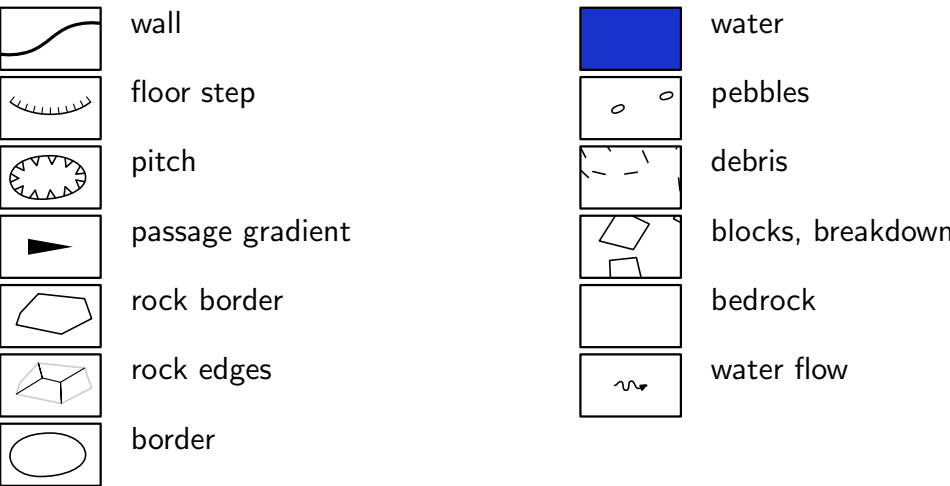 wall
floor step
pitch
passage gradient
rock border
rock edges
border
water
pebbles
debris
blocks, breakdown
bedrock
water flow